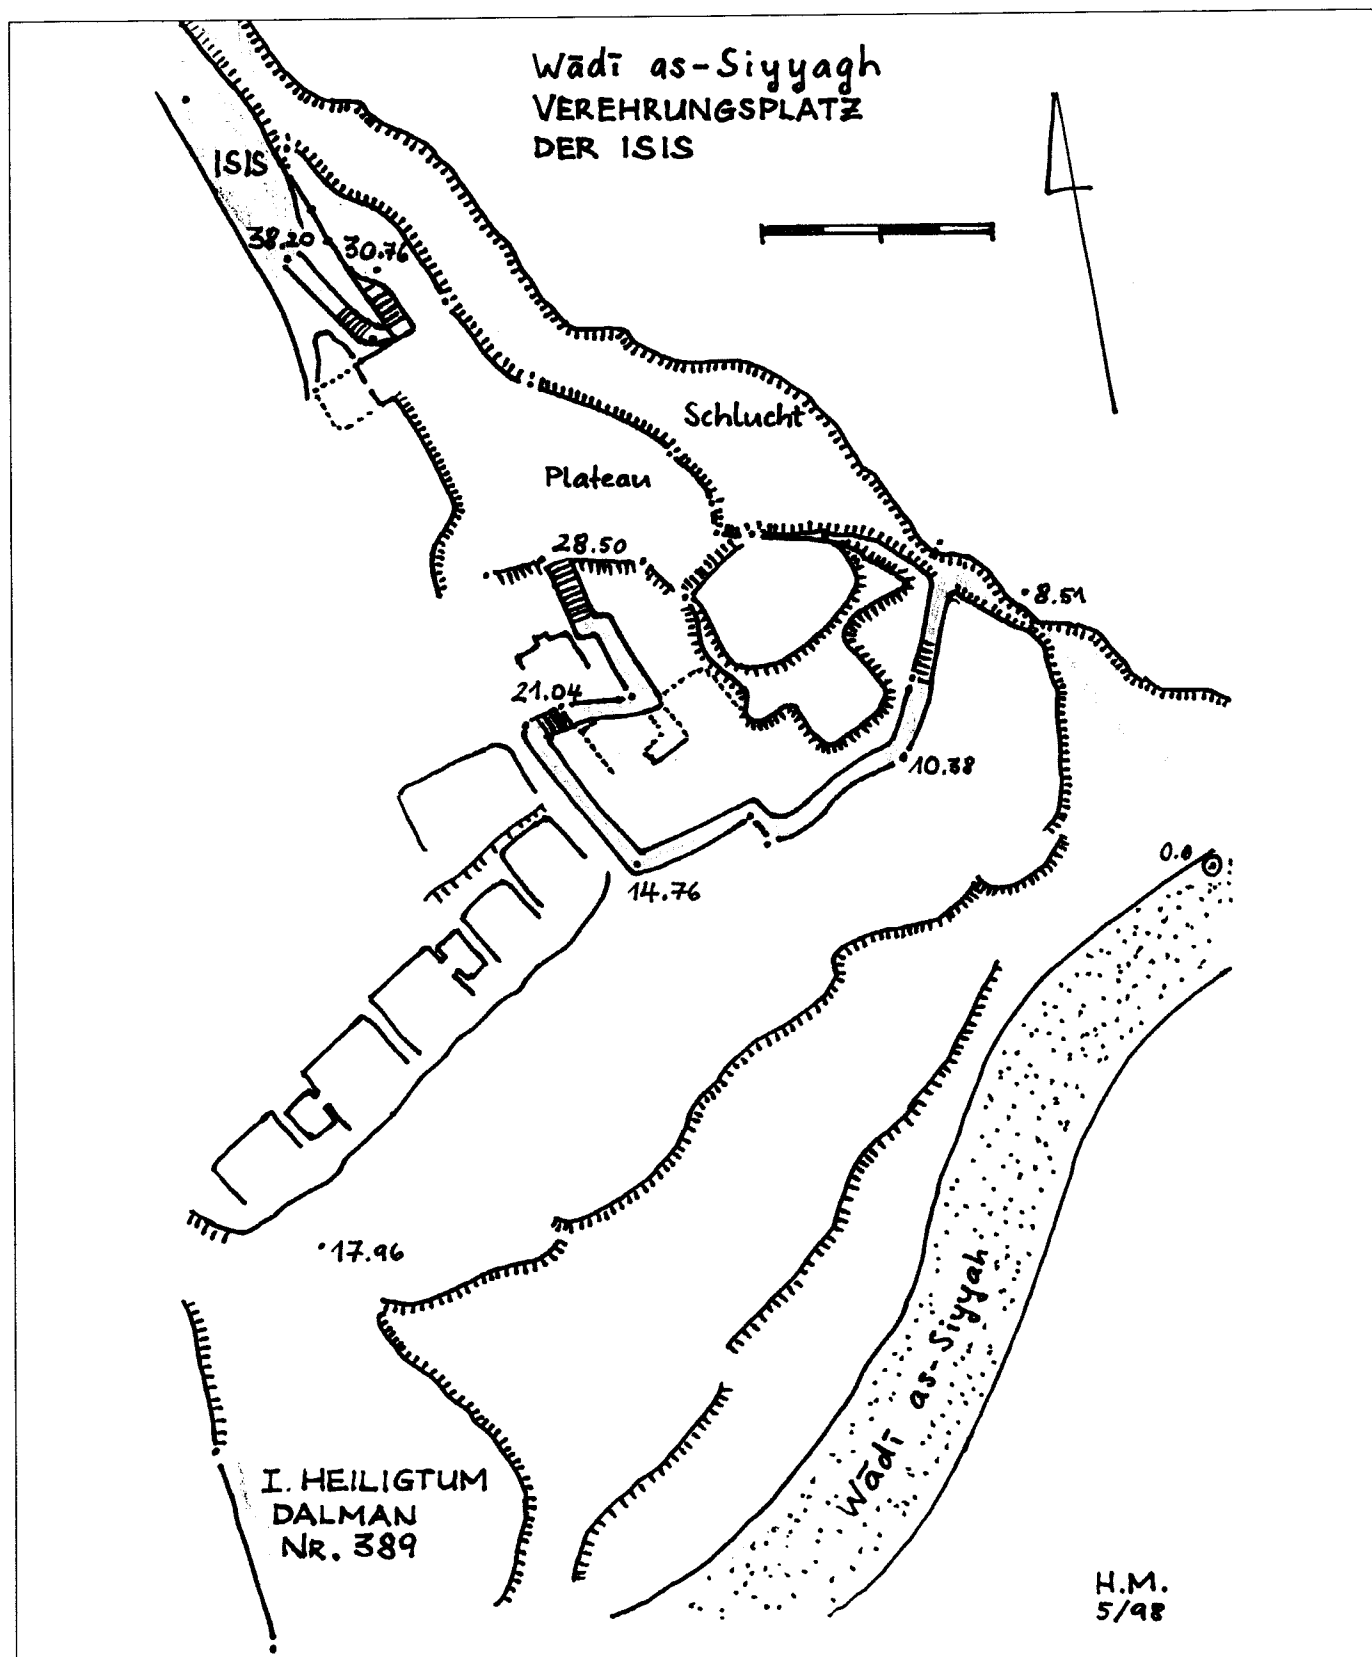 Wādī as-Siyyagh
VEREHRUNGSPLATZ
DER ISIS
ISIS
38.20
30.76
Schlucht
Plateau
28.50
8.51
21.04
10.38
0.0
14.76
17.96
Wādī as-Siyyah
I. HEILIGTUM
DALMAN
NR. 389
H.M.
5/98